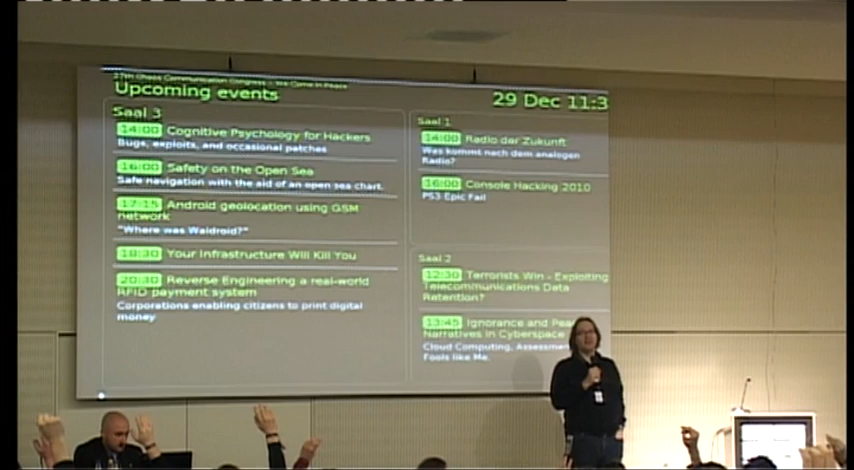 27th Chaos Communication Congress - We Come in Peace
Upcoming events
29 Dec 11:3
Saal 3
14:00 Cognitive Psychology for Hackers
Bugs, exploits, and occasional patches
16:00 Safety on the Open Sea
Safe navigation with the aid of an open sea chart.
17:15 Android geolocation using GSM
network
"Where was Waldroid?"
18:30 Your Infrastructure Will Kill You
20:30 Reverse Engineering a real-world
RFID payment system
Corporations enabling citizens to print digital
money
Saal 1
14:00 Radio der Zukunft
Was kommt nach dem analogen
Radio?
16:00 Console Hacking 2010
PS3 Epic Fail
Saal 2
12:30 Terrorists Win - Exploiting
Telecommunications Data
Retention?
13:45 Ignorance and Pea
Narratives in Cyberspace
Cloud Computing, Assessm
Fools like Me.